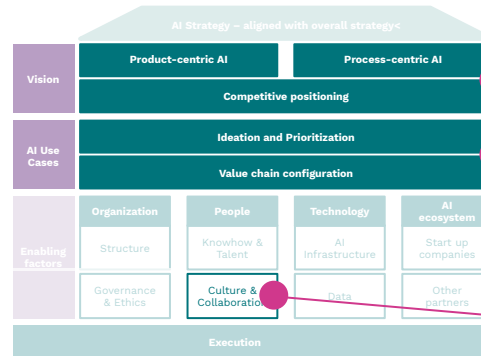 AI Strategy – aligned with overall strategy<
Vision
Product-centric AI
Process-centric AI
Competitive positioning
AI Use
Cases
Ideation and Prioritization
Value chain configuration
Enabling
factors
Organization
People
Technology
AI
ecosystem
Structure
Knowhow &
Talent
AI
Infrastructure
Start up
companies
Governance
& Ethics
Culture &
Collaboration
Data
Other
partners
Execution